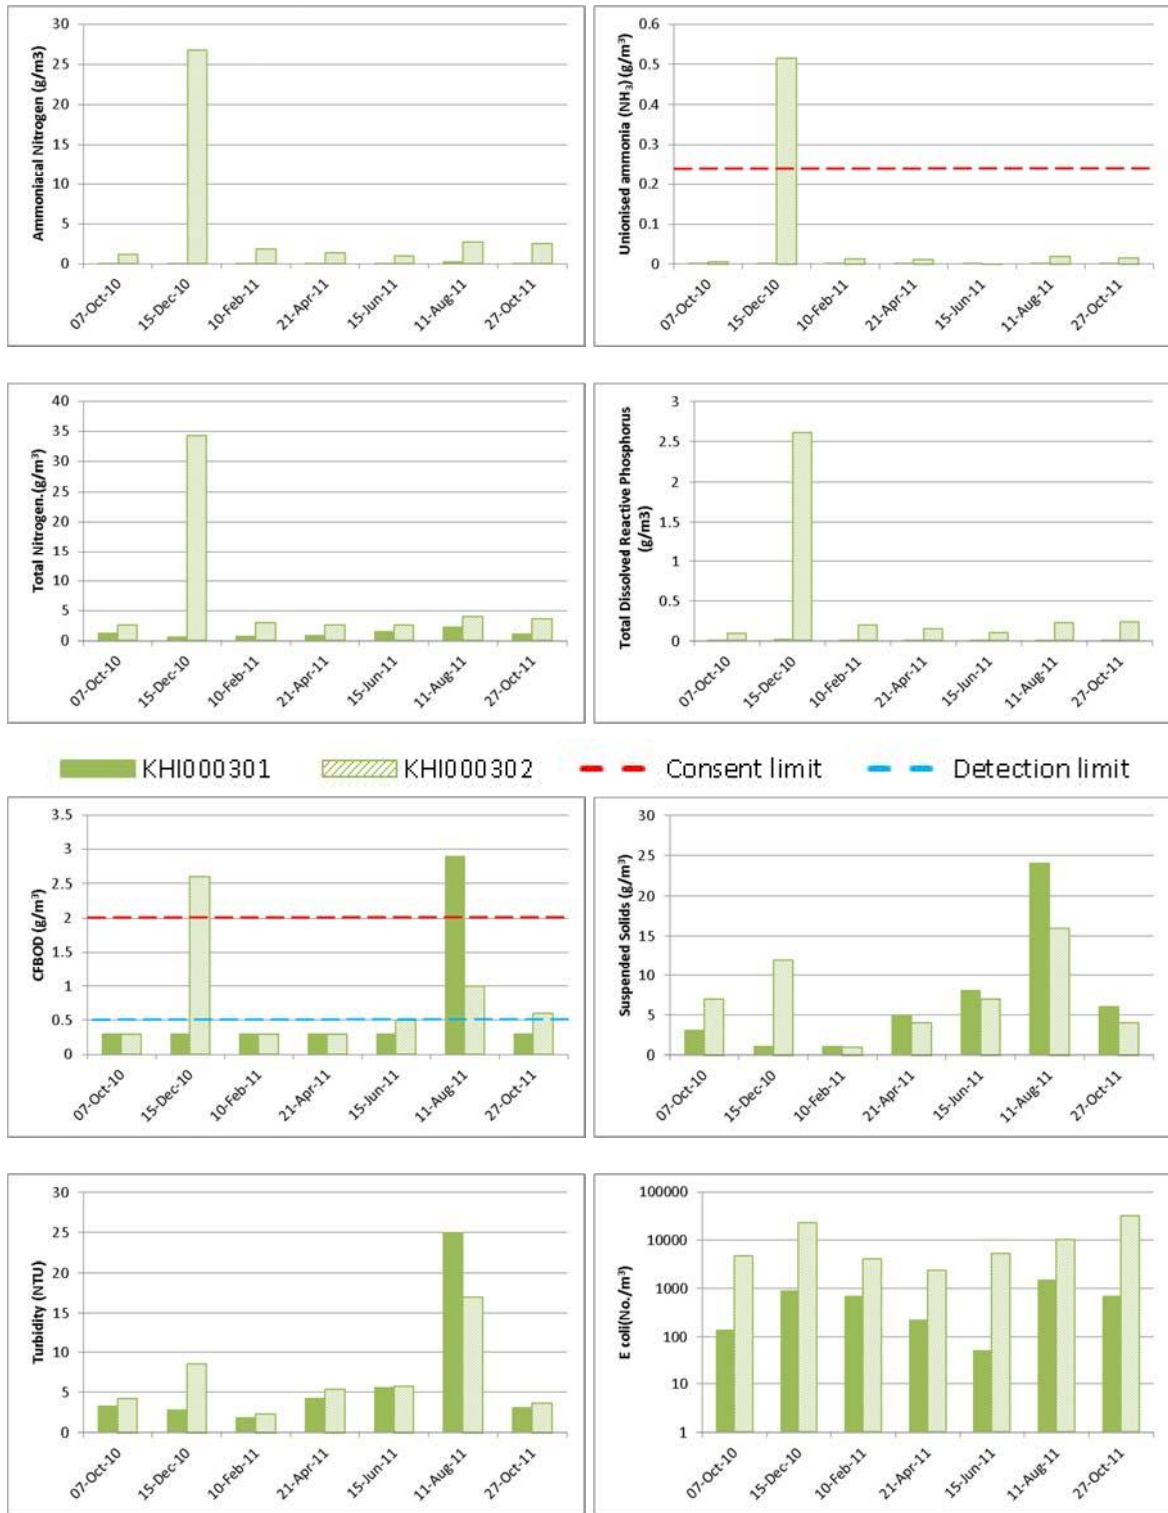 30
25
20
15
10
5
0
Ammoniacal Nitrogen (g/m3)
07-Oct-10
15-Dec-10
10-Feb-11
21-Apr-11
15-Jun-11
11-Aug-11
27-Oct-11
0.6
0.5
0.4
0.3
0.2
0.1
0
Unionised ammonia (NH₃) (g/m³)
07-Oct-10
15-Dec-10
10-Feb-11
21-Apr-11
15-Jun-11
11-Aug-11
27-Oct-11
40
35
30
25
20
15
10
5
0
Total Nitrogen.(g/m³)
07-Oct-10
15-Dec-10
10-Feb-11
21-Apr-11
15-Jun-11
11-Aug-11
27-Oct-11
3
2.5
2
1.5
1
0.5
0
Total Dissolved Reactive Phosphorus
(g/m3)
07-Oct-10
15-Dec-10
10-Feb-11
21-Apr-11
15-Jun-11
11-Aug-11
27-Oct-11
KHI000301 KHI000302 Consent limit Detection limit
3.5
3
2.5
2
1.5
1
0.5
0
CFBOD (g/m³)
07-Oct-10
15-Dec-10
10-Feb-11
21-Apr-11
15-Jun-11
11-Aug-11
27-Oct-11
30
25
20
15
10
5
0
Suspended Solids (g/m³)
07-Oct-10
15-Dec-10
10-Feb-11
21-Apr-11
15-Jun-11
11-Aug-11
27-Oct-11
30
25
20
15
10
5
0
Turbidity (NTU)
07-Oct-10
15-Dec-10
10-Feb-11
21-Apr-11
15-Jun-11
11-Aug-11
27-Oct-11
100000
10000
1000
100
10
1
E coli(No./m³)
07-Oct-10
15-Dec-10
10-Feb-11
21-Apr-11
15-Jun-11
11-Aug-11
27-Oct-11